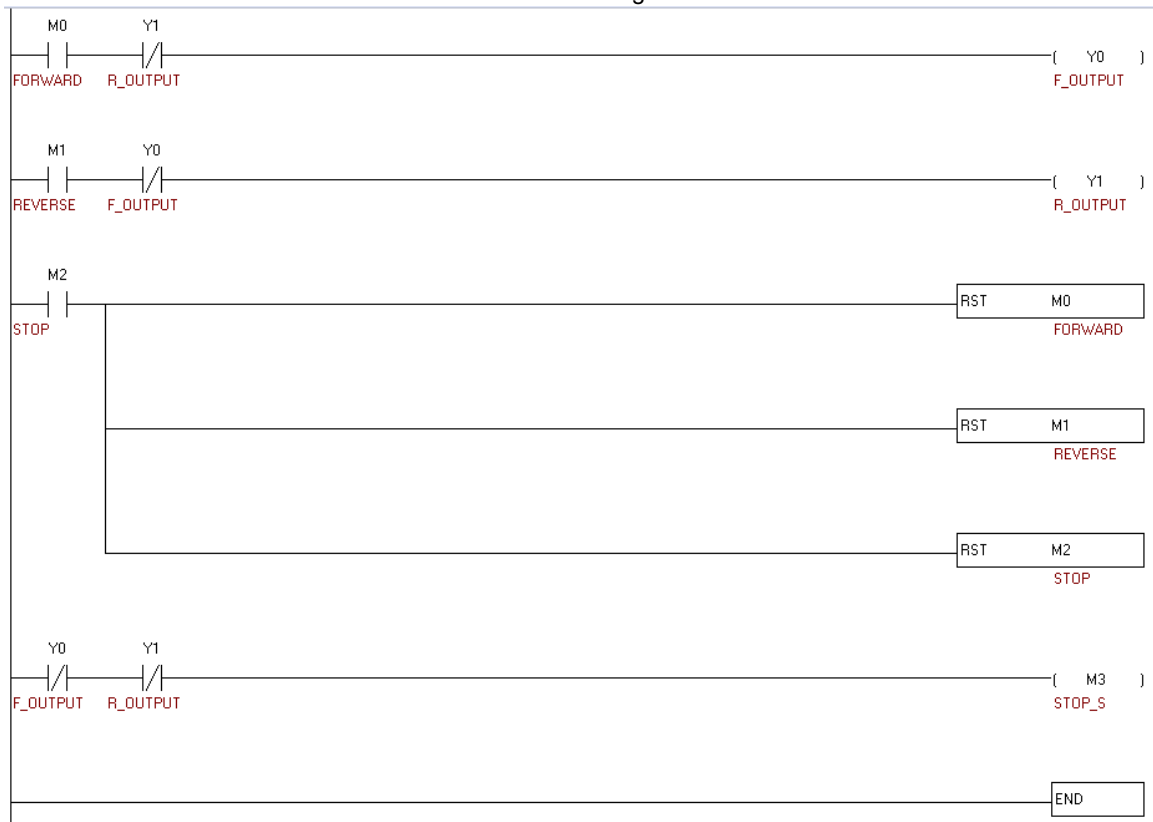 M0 Y1
( Y0 )
FORWARD R_OUTPUT F_OUTPUT
M1 Y0
( Y1 )
REVERSE F_OUTPUT R_OUTPUT
M2
RST M0
STOP FORWARD
RST M1
REVERSE
RST M2
STOP
Y0 Y1
( M3 )
F_OUTPUT R_OUTPUT STOP_S
END